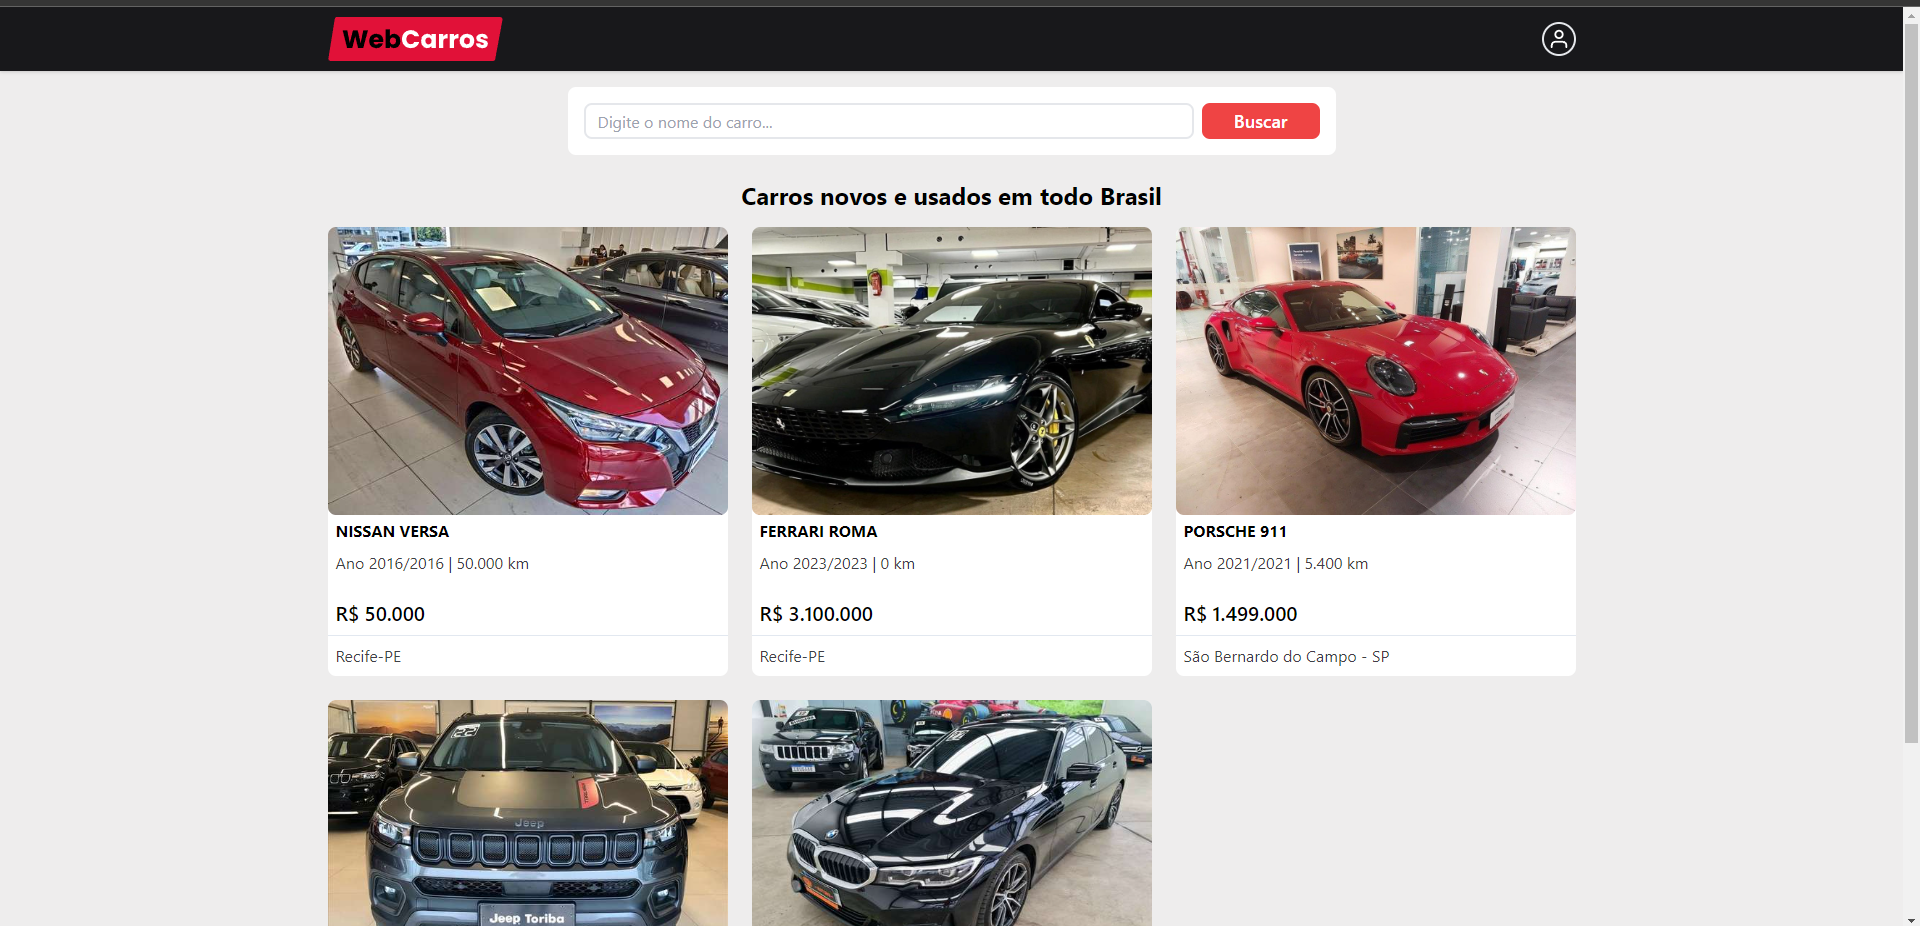 WebCarros
Digite o nome do carro...
Buscar
Carros novos e usados em todo Brasil
NISSAN VERSA
Ano 2016/2016 | 50.000 km
R$ 50.000
Recife-PE
FERRARI ROMA
Ano 2023/2023 | 0 km
R$ 3.100.000
Recife-PE
PORSCHE 911
Ano 2021/2021 | 5.400 km
R$ 1.499.000
São Bernardo do Campo - SP
22
Jeep
Jeep Toriba